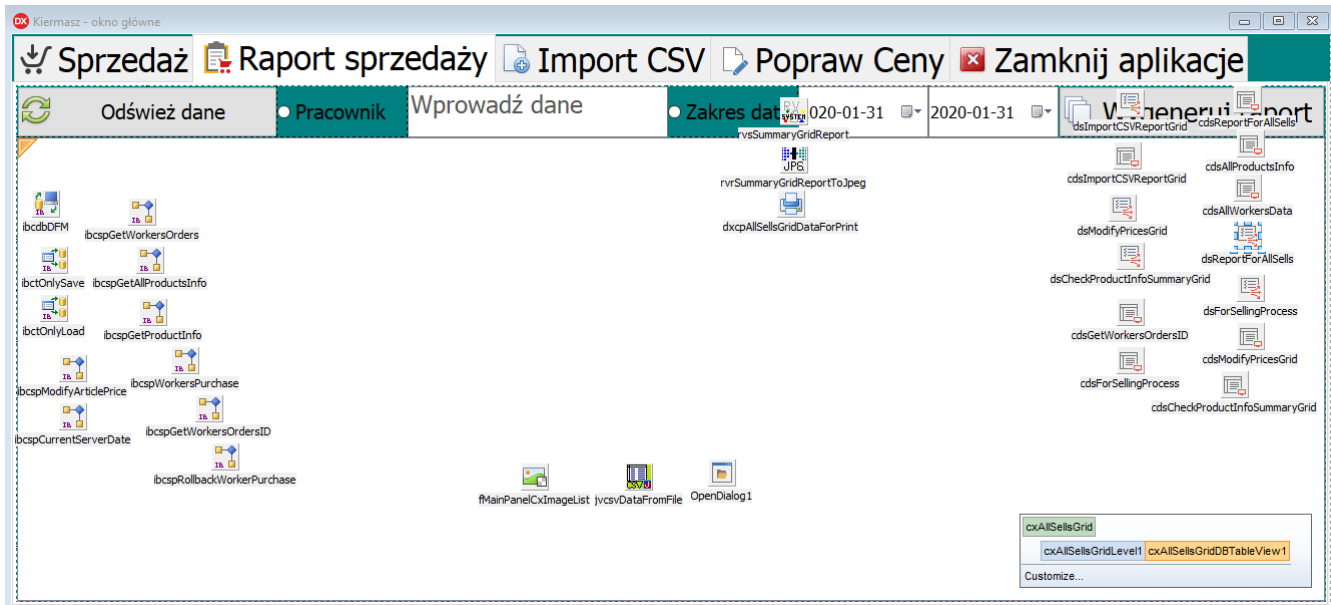 Kiermasz - okno główne
Sprzedaż Raport sprzedaży Import CSV Popraw Ceny Zamknij aplikacje
Odśwież dane Pracownik Wprowadź dane Zakres dat 020-01-31 2020-01-31
RV SYSTEM
rvsSummaryGridReport dsImportCSVReportGrid cdsReportForAllSells
JPG
rvrSummaryGridReportToJpeg cdsImportCSVReportGrid cdsAllProductsInfo
ibcdbDFM ibcspGetWorkersOrders dxcpAllSellsGridDataForPrint dsModifyPricesGrid cdsAllWorkersData
ibctOnlySave ibcspGetAllProductsInfo dsCheckProductInfoSummaryGrid dsReportForAllSells
ibctOnlyLoad ibcspGetProductInfo cdsGetWorkersOrdersID dsForSellingProcess
ibcspModifyArticlePrice ibcspWorkersPurchase cdsForSellingProcess cdsModifyPricesGrid
ibcspCurrentServerDate ibcspGetWorkersOrdersID cdsCheckProductInfoSummaryGrid
ibcspRollbackWorkerPurchase
fMainPanelCxImageList jvcsvDataFromFile OpenDialog1
cxAllSellsGrid
cxAllSellsGridLevel1 cxAllSellsGridDBTableView1
Customize...